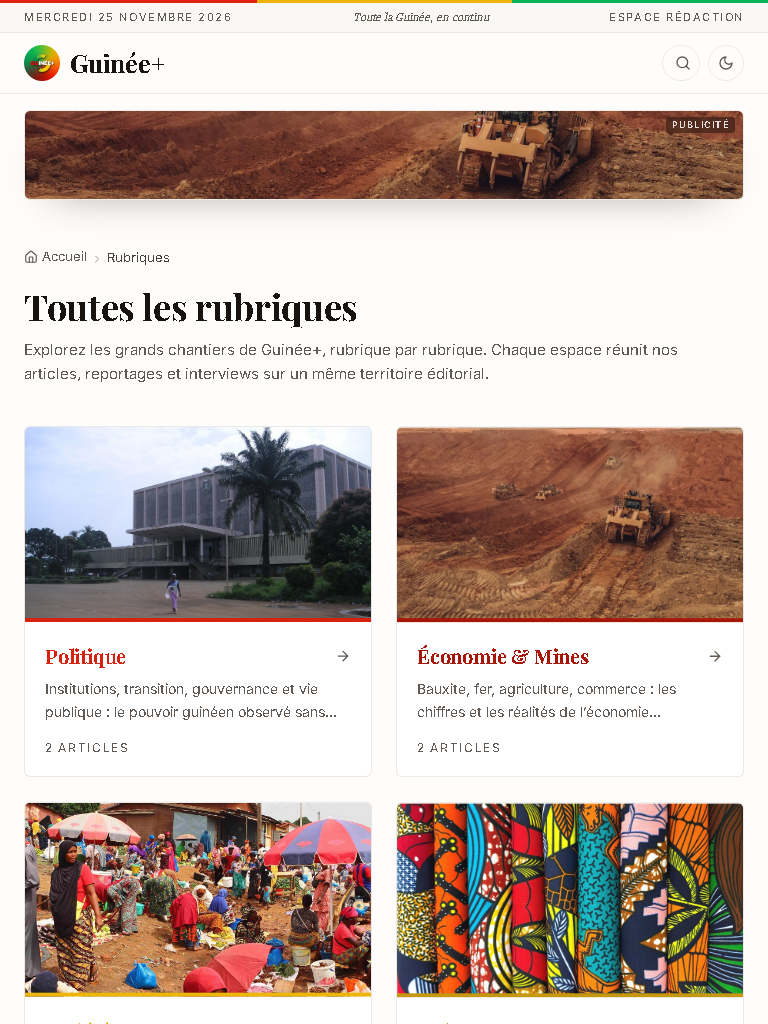 MERCREDI 25 NOVEMBRE 2026
Toute la Guinée, en continu
ESPACE RÉDACTION
Guinée+
PUBLICITÉ
Accueil
Rubriques
Toutes les rubriques
Explorez les grands chantiers de Guinée+, rubrique par rubrique. Chaque espace réunit nos
articles, reportages et interviews sur un même territoire éditorial.
Politique
Institutions, transition, gouvernance et vie
publique : le pouvoir guinéen observé sans...
2 ARTICLES
Économie & Mines
Bauxite, fer, agriculture, commerce : les
chiffres et les réalités de l'économie...
2 ARTICLES